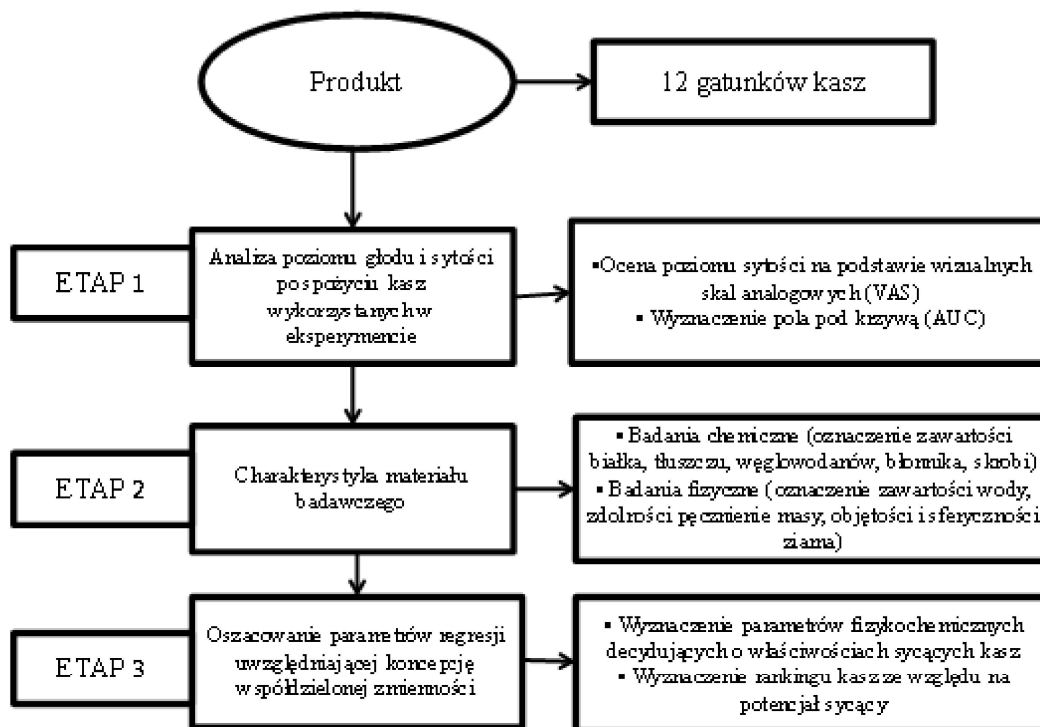 Produkt
12 gatunków kasz
ETAP 1
Analiza poziomu głodu i sytości
po spożyciu kasz
wykorzystanych w
eksperymencie
▪Ocena poziomu sytości na podstawie wizualnych
skal analogowych (VAS)
▪ Wyznaczenie pola pod krzywą (AUC)
ETAP 2
Charakterystyka materiału
badawczego
▪ Badania chemiczne (oznaczenie zawartości
białka, tłuszczu, węglowodanów, błonnika, skrobi)
▪ Badania fizyczne (oznaczenie zawartości wody,
zdolności pęcznienie masy, objętości i sferyczności
ziarna)
ETAP 3
Oszacowanie parametrów regresji
uwzględniającej koncepcję
współdzielonej zmienności
▪ Wyznaczenie parametrów fizykochemicznych
decydujących o właściwościach sycących kasz
▪ Wyznaczenie rankingu kasz ze względu na
potencjał sycący